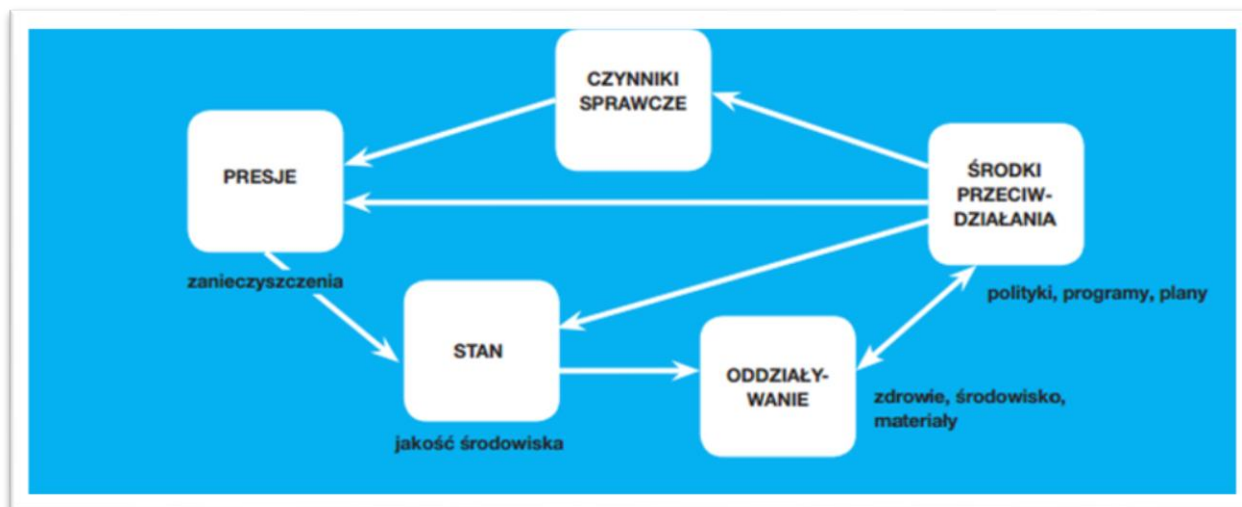 CZYNNIKI
SPRAWCZE
PRESJE
ŚRODKI
PRZECIW-
DZIAŁANIA
zanieczyszczenia
polityki, programy, plany
STAN
ODDZIAŁY-
WANIE
zdrowie, środowisko,
materiały
jakość środowiska